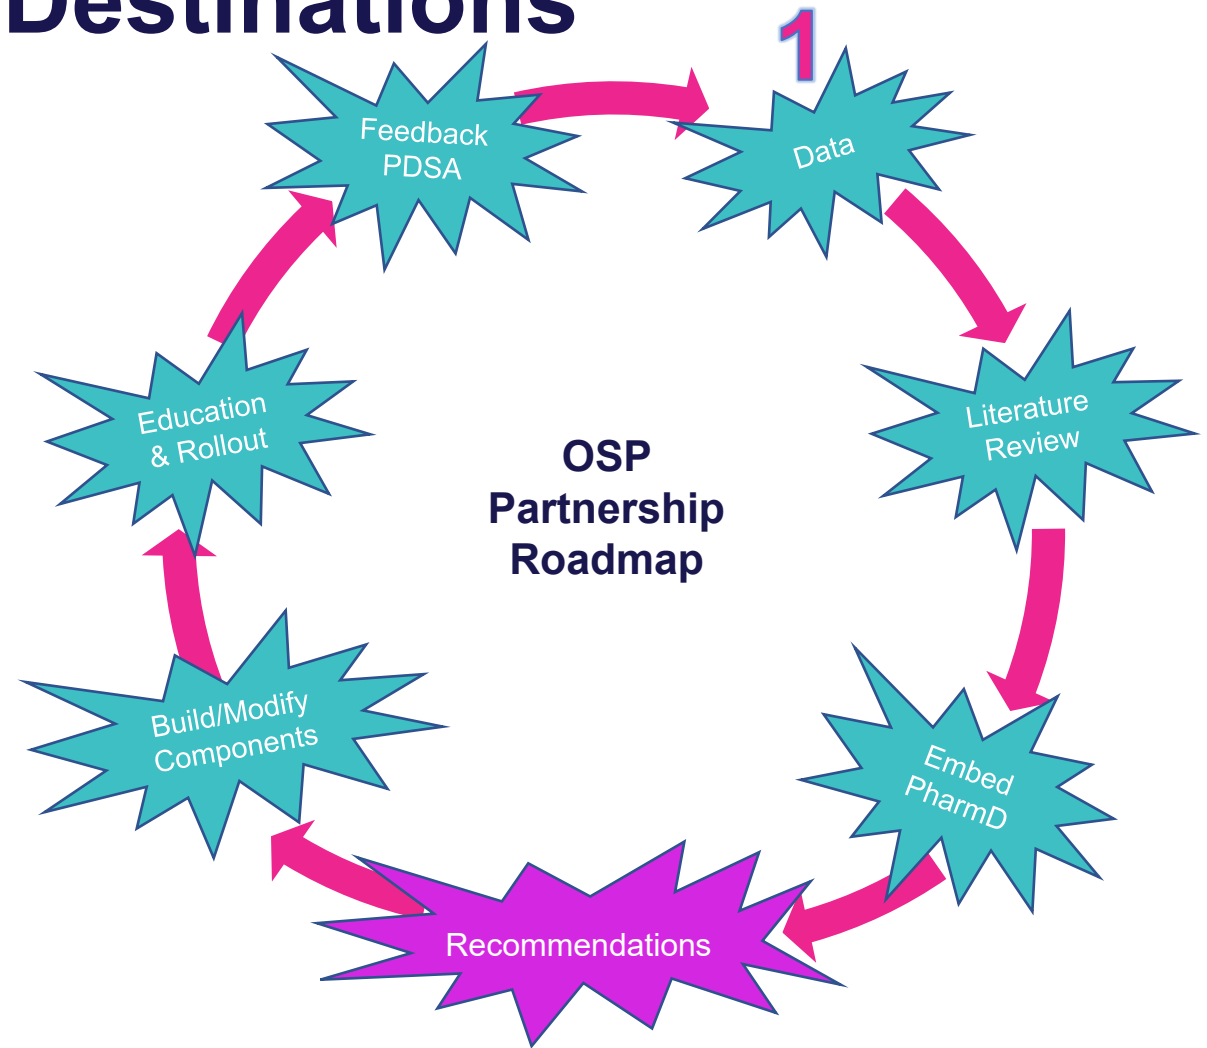 Destinations
1
Feedback
PDSA
Data
Literature
Review
Education
& Rollout
OSP
Partnership
Roadmap
Embed
PharmD
Build/Modify
Components
Recommendations